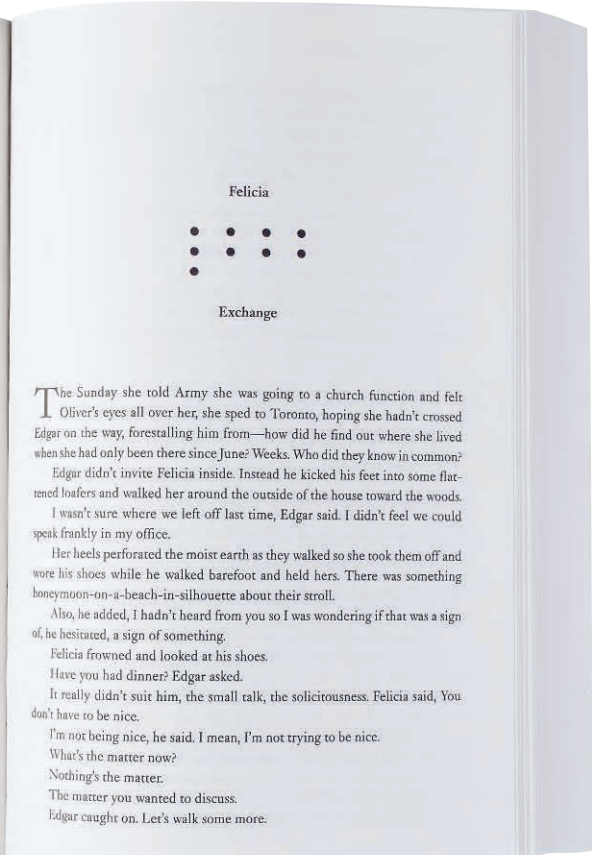 Felicia
Exchange
The Sunday she told Army she was going to a church function and felt
Oliver's eyes all over her, she sped to Toronto, hoping she hadn't crossed
Edgar on the way, forestalling him from—how did he find out where she lived
when she had only been there since June? Weeks. Who did they know in common?
Edgar didn't invite Felicia inside. Instead he kicked his feet into some flat-
tened loafers and walked her around the outside of the house toward the woods.
I wasn't sure where we left off last time, Edgar said. I didn't feel we could
speak frankly in my office.
Her heels perforated the moist earth as they walked so she took them off and
wore his shoes while he walked barefoot and held hers. There was something
honeymoon-on-a-beach-in-silhouette about their stroll.
Also, he added, I hadn't heard from you so I was wondering if that was a sign
of, he hesitated, a sign of something.
Felicia frowned and looked at his shoes.
Have you had dinner? Edgar asked.
It really didn't suit him, the small talk, the solicitousness. Felicia said, You
don't have to be nice.
I'm not being nice, he said. I mean, I'm not trying to be nice.
What's the matter now?
Nothing's the matter.
The matter you wanted to discuss.
Edgar caught on. Let's walk some more.